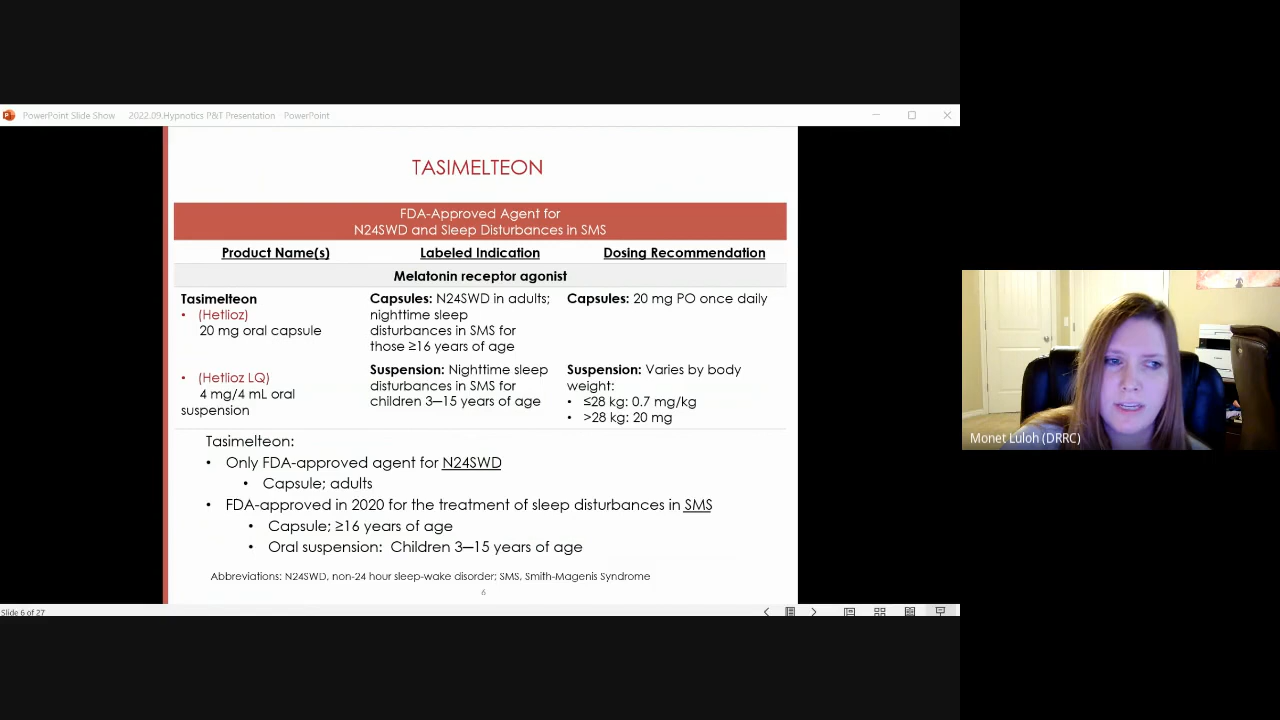 PowerPoint Slide Show 2022.09.Hypnotics P&T Presentation - PowerPoint
TASIMELTEON
FDA-Approved Agent for
N24SWD and Sleep Disturbances in SMS
Product Name(s) Labeled Indication Dosing Recommendation
Melatonin receptor agonist
Tasimelteon
• (Hetlioz)
20 mg oral capsule
Capsules: N24SWD in adults;
nighttime sleep
disturbances in SMS for
those ≥16 years of age
Capsules: 20 mg PO once daily
• (Hetlioz LQ)
4 mg/4 mL oral
suspension
Suspension: Nighttime sleep
disturbances in SMS for
children 3—15 years of age
Suspension: Varies by body
weight:
• ≤28 kg: 0.7 mg/kg
• >28 kg: 20 mg
Tasimelteon:
• Only FDA-approved agent for N24SWD
• Capsule; adults
• FDA-approved in 2020 for the treatment of sleep disturbances in SMS
• Capsule; ≥16 years of age
• Oral suspension: Children 3—15 years of age
Abbreviations: N24SWD, non-24 hour sleep-wake disorder; SMS, Smith-Magenis Syndrome
6
Slide 6 of 27
Monet Luloh (DRRC)